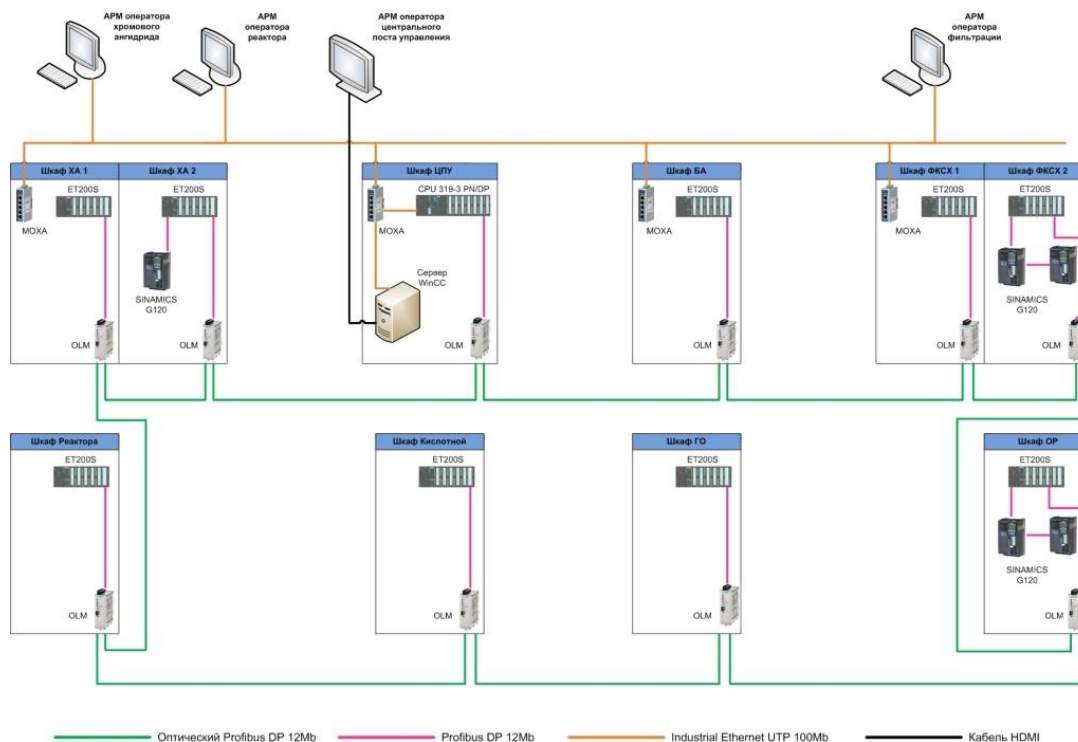 АРМ оператора
хромового
ангидрида
АРМ
оператора
реактора
АРМ оператора
центрального
поста управления
АРМ
оператора
фильтрации
Шкаф ХА 1
Шкаф ХА 2
Шкаф ЦПУ
Шкаф БА
Шкаф ФКСХ 1
Шкаф ФКСХ 2
ET200S
ET200S
CPU 319-3 PN/DP
ET200S
ET200S
ET200S
MOXA
MOXA
MOXA
MOXA
SINAMICS
G120
Сервер
WinCC
SINAMICS
G120
OLM
OLM
OLM
OLM
OLM
OLM
Шкаф Реактора
Шкаф Кислотной
Шкаф ГО
Шкаф ОР
ET200S
ET200S
ET200S
ET200S
SINAMICS
G120
OLM
OLM
OLM
OLM
Оптический Profibus DP 12Mb
Profibus DP 12Mb
Industrial Ethernet UTP 100Mb
Кабель HDMI